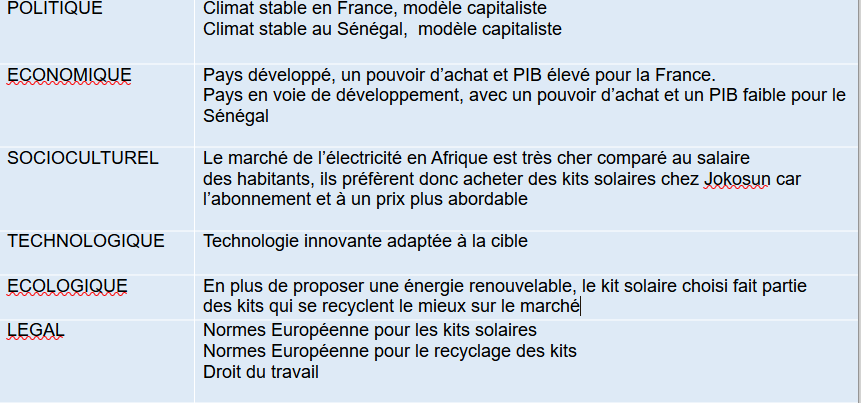 POLITIQUE
Climat stable en France, modèle capitaliste
Climat stable au Sénégal, modèle capitaliste
ECONOMIQUE
Pays développé, un pouvoir d’achat et PIB élevé pour la France.
Pays en voie de développement, avec un pouvoir d’achat et un PIB faible pour le
Sénégal
SOCIOCULTUREL
Le marché de l’électricité en Afrique est très cher comparé au salaire
des habitants, ils préfèrent donc acheter des kits solaires chez Jokosun car
l’abonnement et à un prix plus abordable
TECHNOLOGIQUE
Technologie innovante adaptée à la cible
ECOLOGIQUE
En plus de proposer une énergie renouvelable, le kit solaire choisi fait partie
des kits qui se recyclent le mieux sur le marché
LEGAL
Normes Européenne pour les kits solaires
Normes Européenne pour le recyclage des kits
Droit du travail